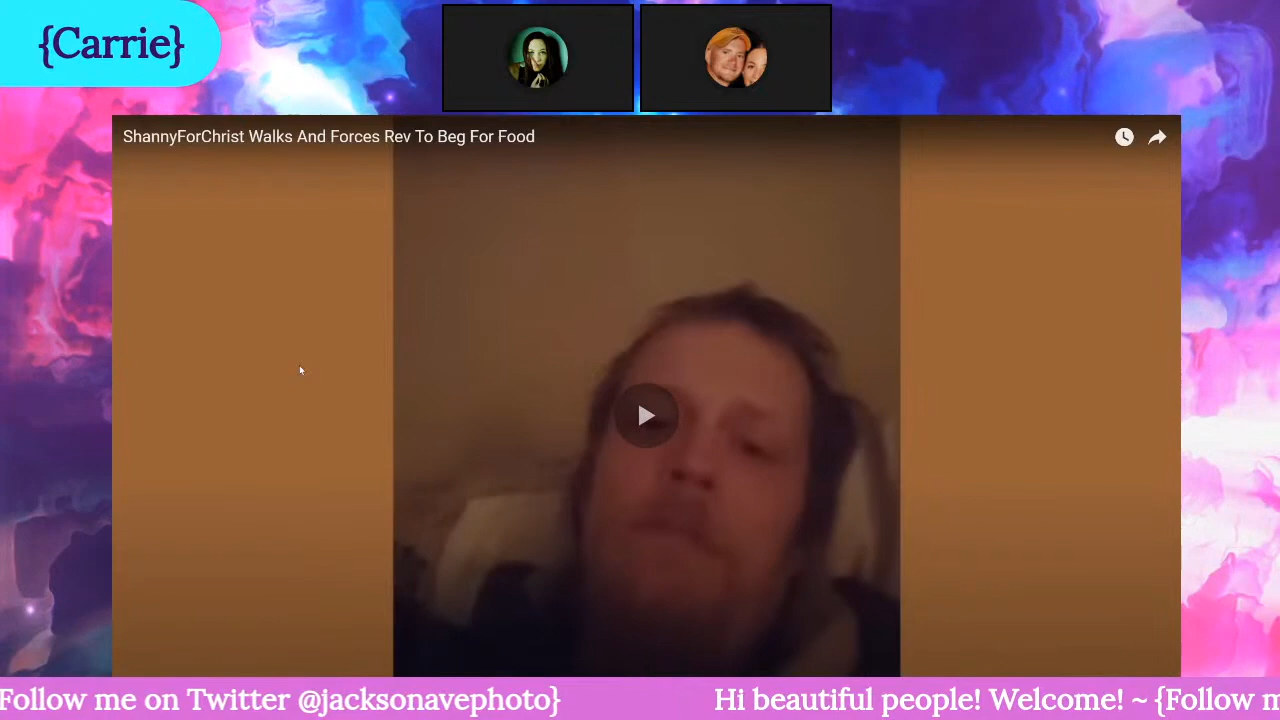 {Carrie}
ShannyForChrist Walks And Forces Rev To Beg For Food
Follow me on Twitter @jacksonavephoto}
Hi beautiful people! Welcome! ~ {Follow m